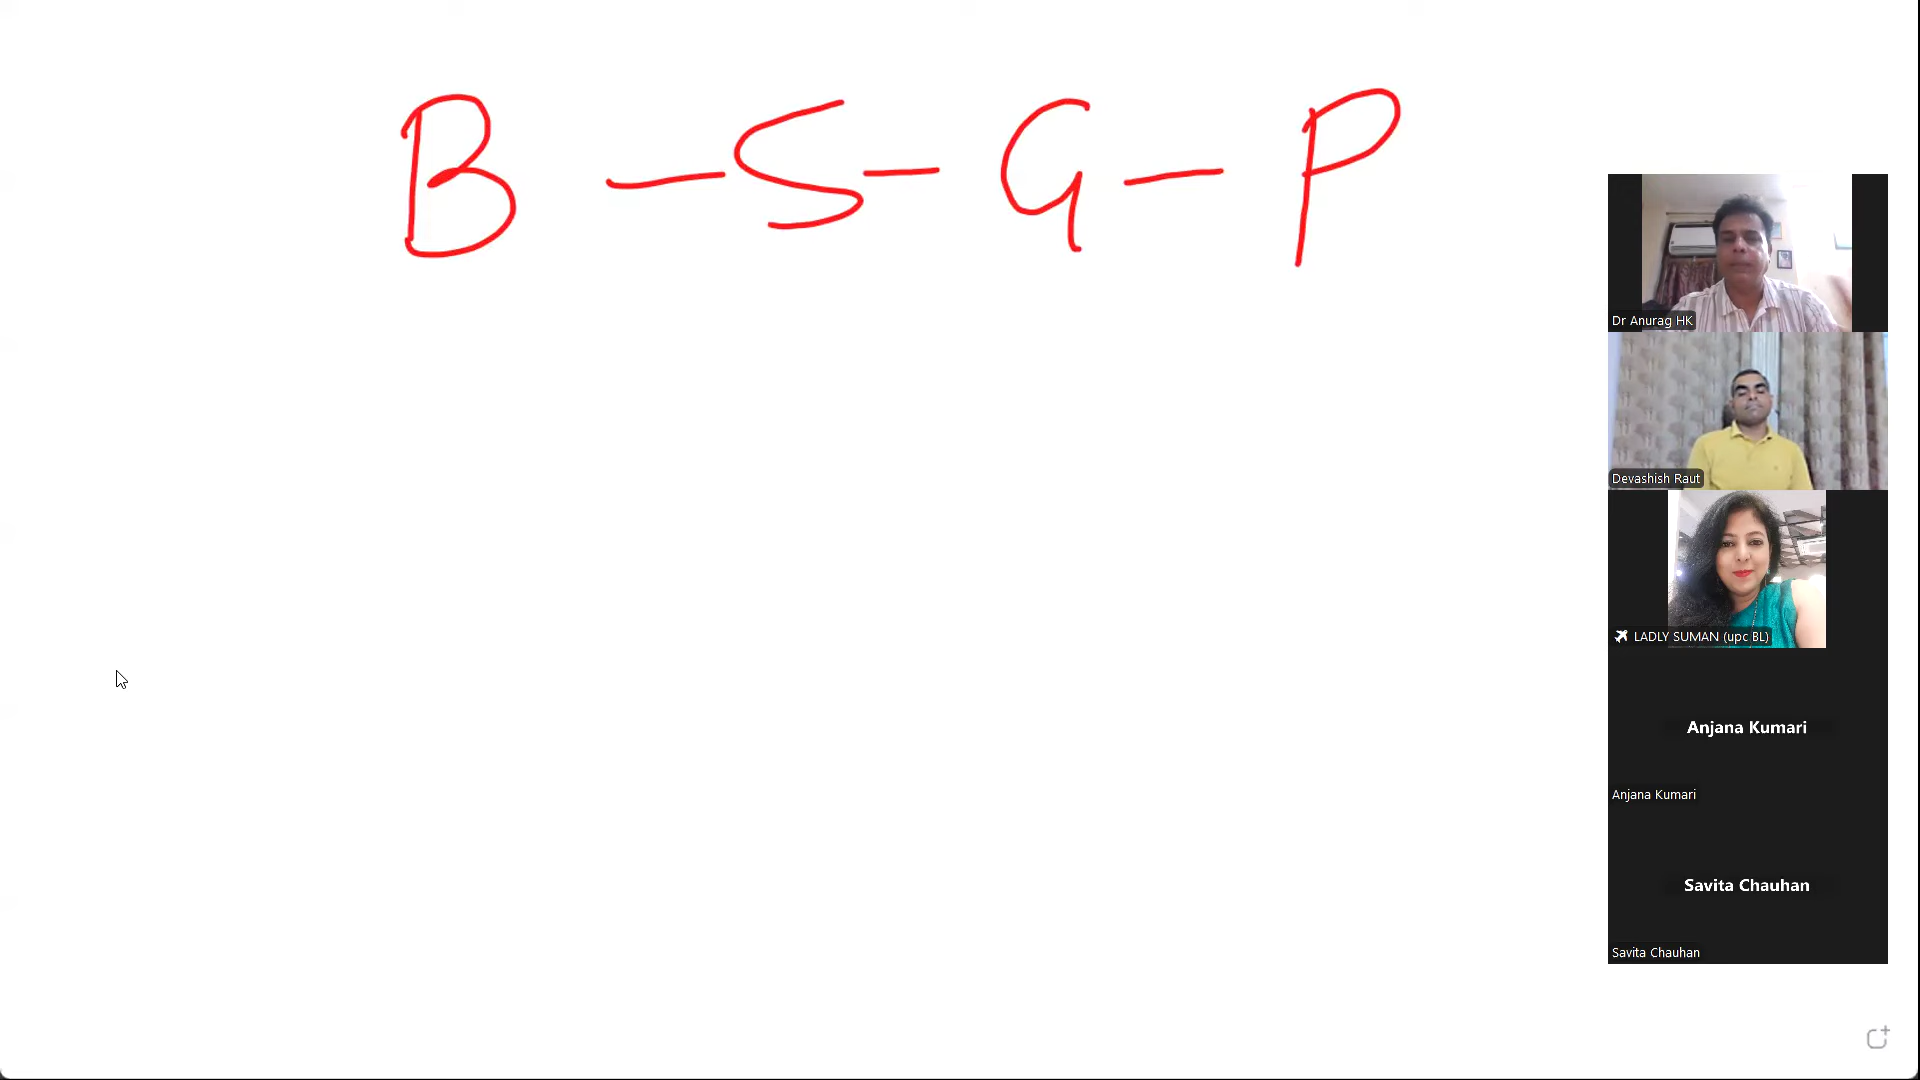 B - S - G - P
Dr Anurag HK
Devashish Raut
LADLY SUMAN (upc BL)
Anjana Kumari
Anjana Kumari
Savita Chauhan
Savita Chauhan